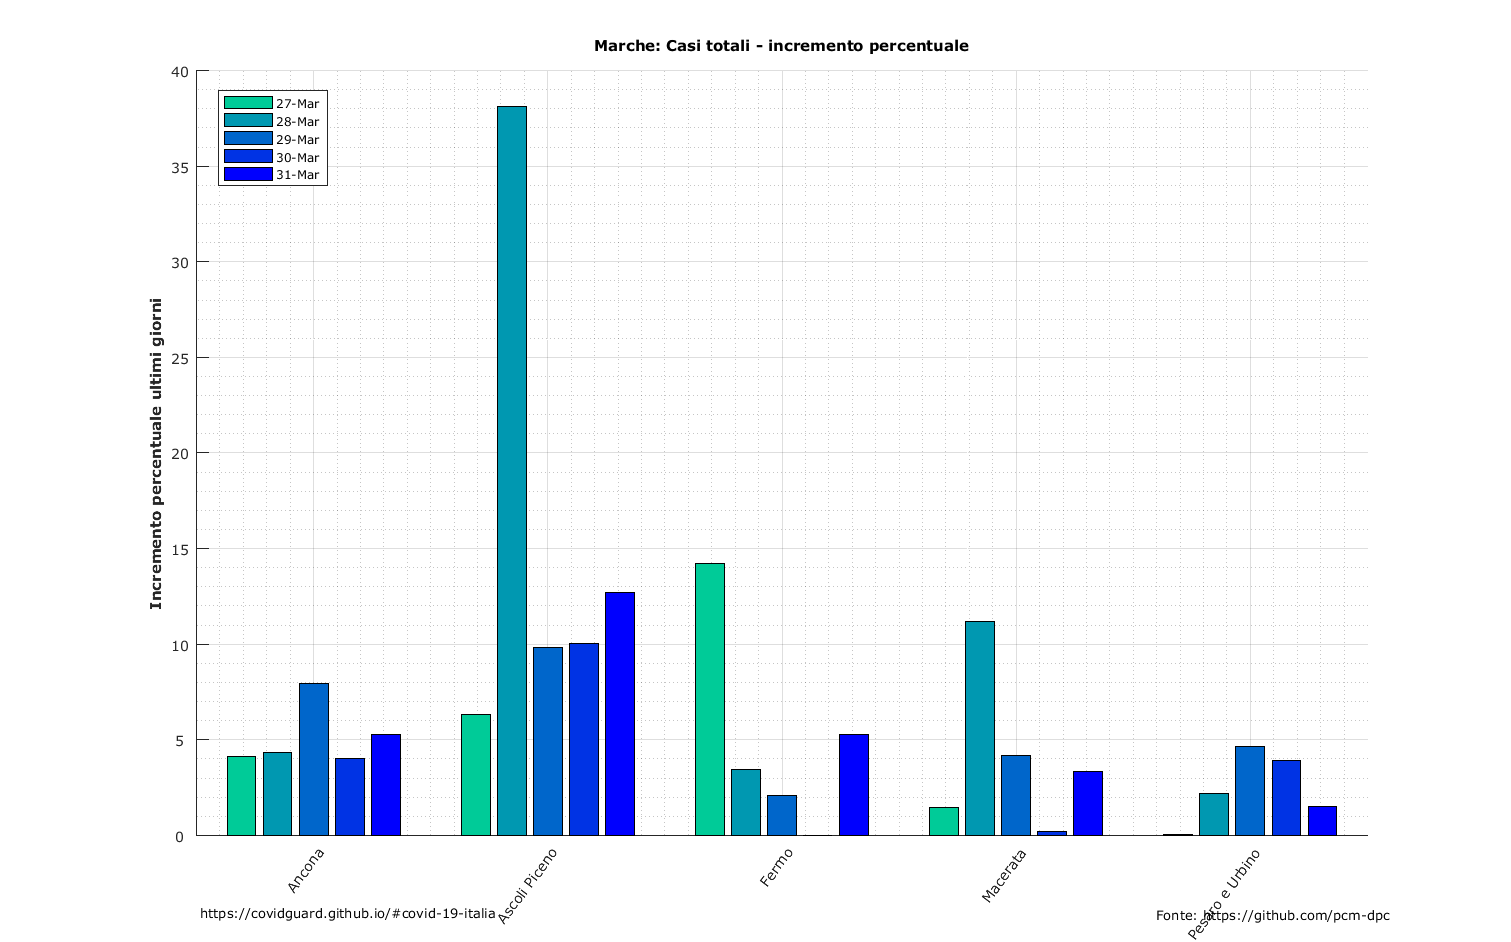 Marche: Casi totali - incremento percentuale
27-Mar
28-Mar
29-Mar
30-Mar
31-Mar
Incremento percentuale ultimi giorni
40
35
30
25
20
15
10
5
0
Ancona
Ascoli Piceno
Fermo
Macerata
Pesaro e Urbino
https://covidguard.github.io/#covid-19-italia
Fonte: https://github.com/pcm-dpc